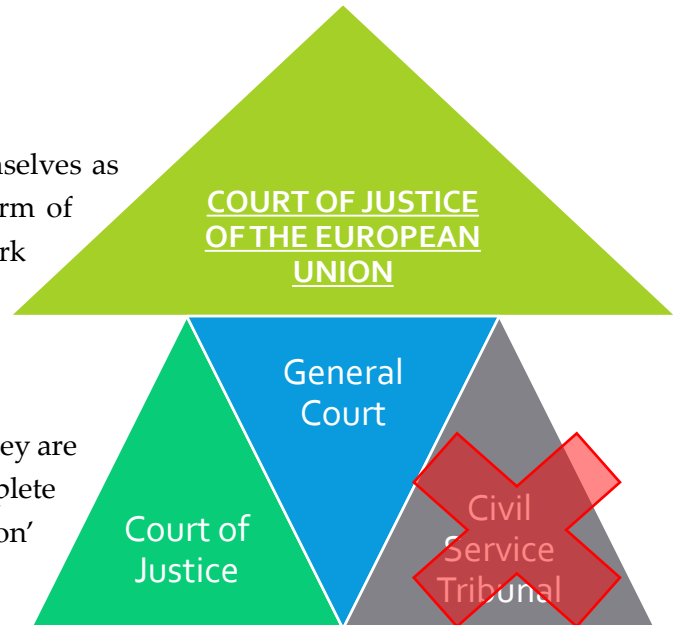 nselves as
rm of
rk
COURT OF JUSTICE
OF THE EUROPEAN
UNION
General
Court
ey are
plete
on’
Court of
Justice
Civil
Service
Tribunal